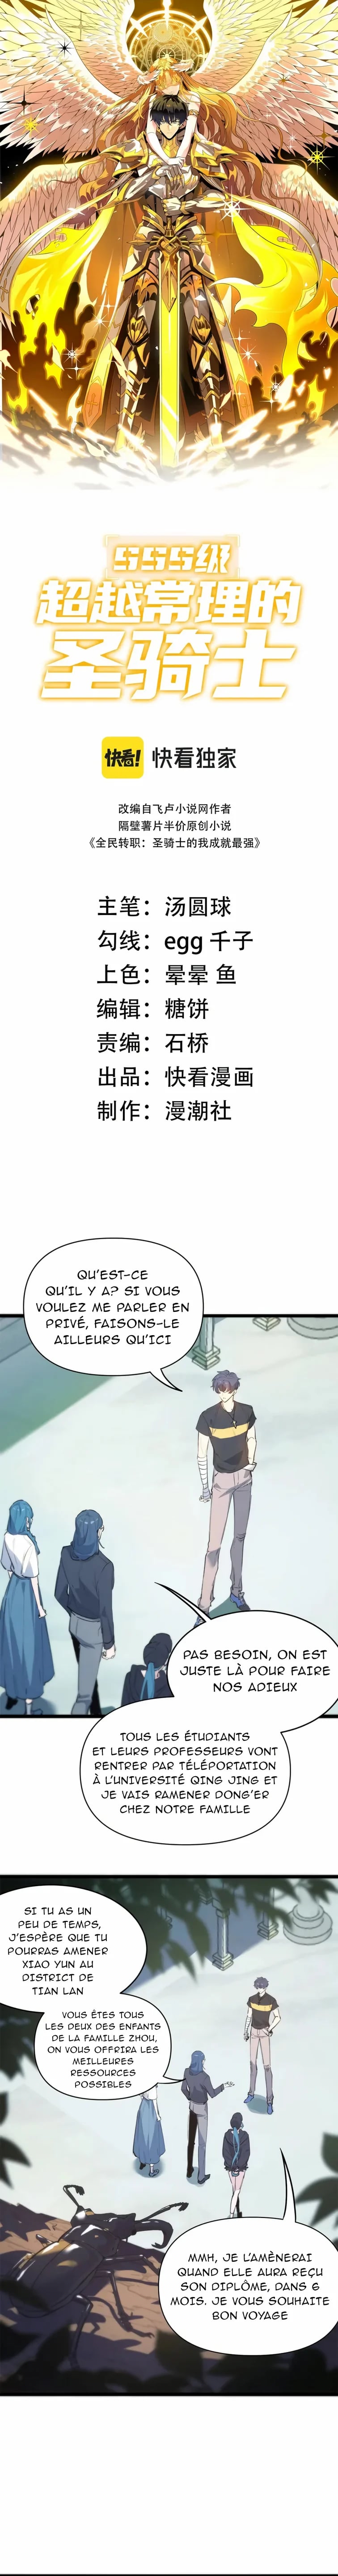 SSS级
超越常理的
圣骑士
快看! 快看独家
改编自飞卢小说网作者
隔壁薯片半价原创小说
《全民转职：圣骑士的我成就最强》
主笔：汤圆球
勾线：egg 千子
上色：晕晕 鱼
编辑：糖饼
责编：石桥
出品：快看漫画
制作：漫潮社
QU'EST-CE
QU'IL Y A? SI VOUS
VOULEZ ME PARLER EN
PRIVÉ, FAISONS-LE
AILLEURS QU'ICI
PAS BESOIN, ON EST
JUSTE LÀ POUR FAIRE
NOS ADIEUX
TOUS LES ÉTUDIANTS
ET LEURS PROFESSEURS VONT
RENTRER PAR TÉLÉPORTATION
À L'UNIVERSITÉ QING JING ET
JE VAIS RAMENER DONG'ER
CHEZ NOTRE FAMILLE
SI TU AS UN
PEU DE TEMPS,
J'ESPÈRE QUE TU
POURRAS AMENER
XIAO YUN AU
DISTRICT DE
TIAN LAN
VOUS ÊTES TOUS
LES DEUX DES ENFANTS
DE LA FAMILLE ZHOU,
ON VOUS OFFRIRA LES
MEILLEURES
RESSOURCES
POSSIBLES
MMH, JE L'AMÈNERAI
QUAND ELLE AURA REÇU
SON DIPLÔME, DANS 6
MOIS. JE VOUS SOUHAITE
BON VOYAGE